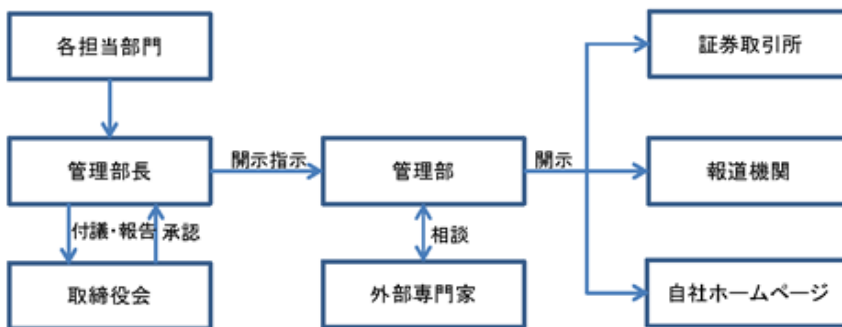 各担当部門
証券取引所
管理部長
開示指示
管理部
開示
報道機関
付議・報告
承認
相談
取締役会
外部専門家
自社ホームページ